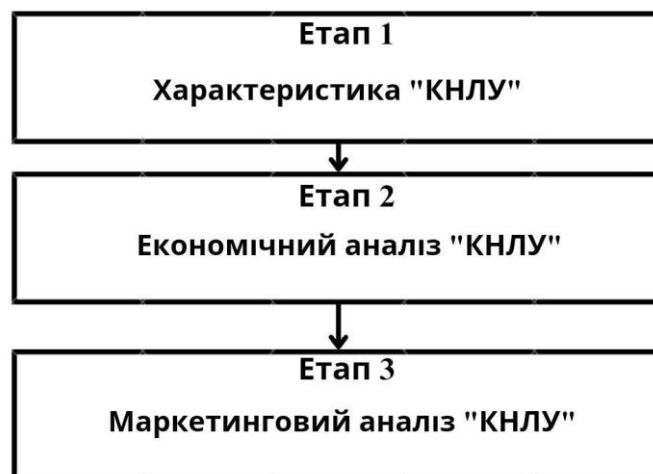 Етап 1
Характеристика "КНЛУ"
Етап 2
Економічний аналіз "КНЛУ"
Етап 3
Маркетинговий аналіз "КНЛУ"